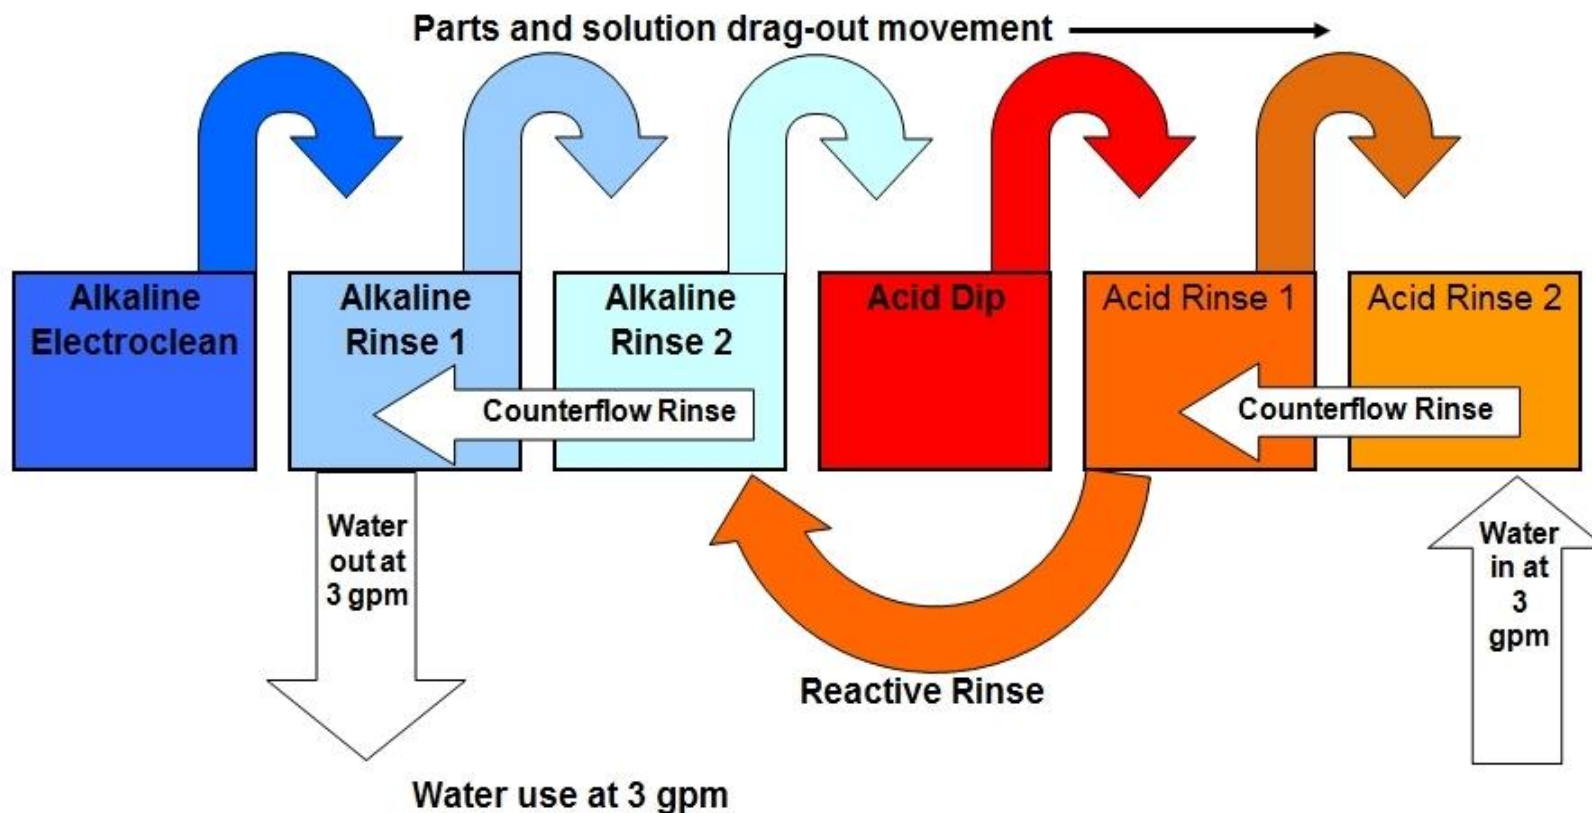 Parts and solution drag-out movement
Alkaline
Electroclean
Alkaline
Rinse 1
Alkaline
Rinse 2
Acid Dip
Acid Rinse 1
Acid Rinse 2
Counterflow Rinse
Counterflow Rinse
Water
out at
3 gpm
Water
in at
3
gpm
Reactive Rinse
Water use at 3 gpm